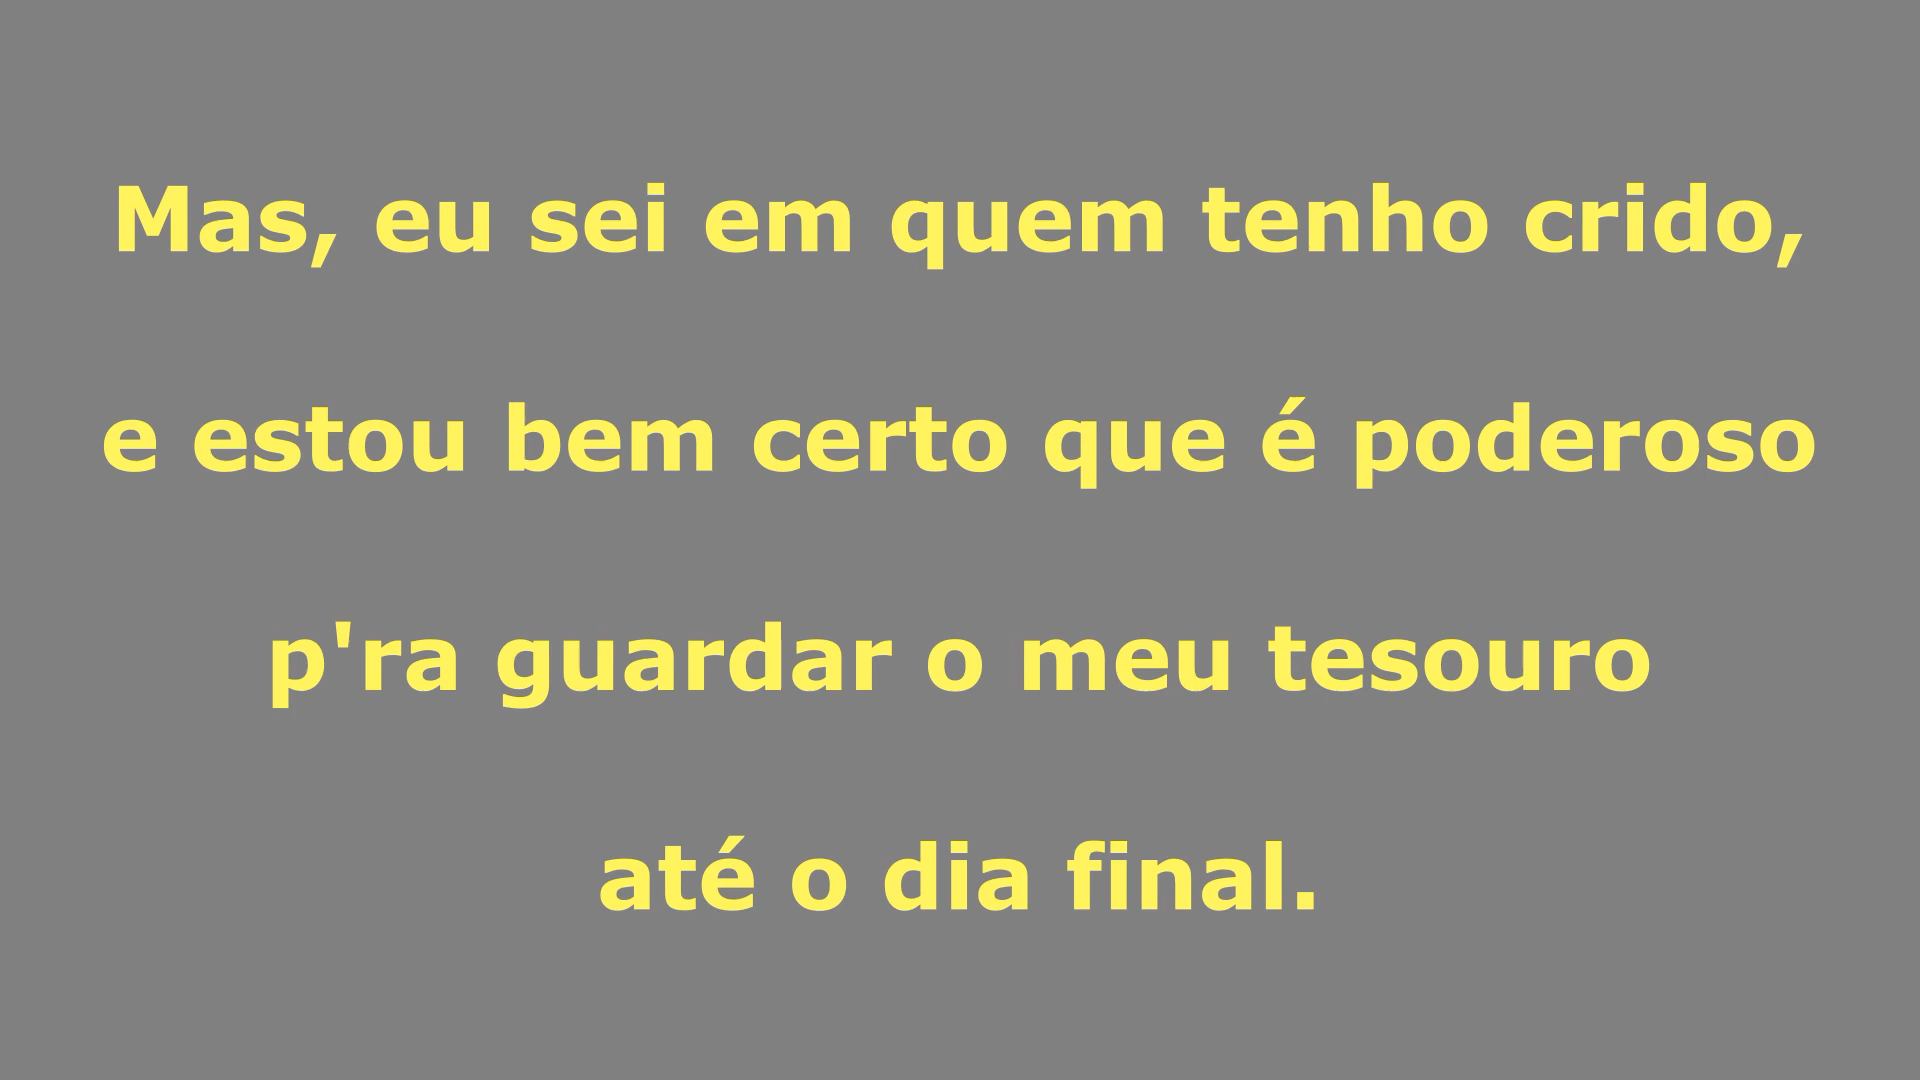 Mas, eu sei em quem tenho crido,
e estou bem certo que é poderoso
p'ra guardar o meu tesouro
até o dia final.